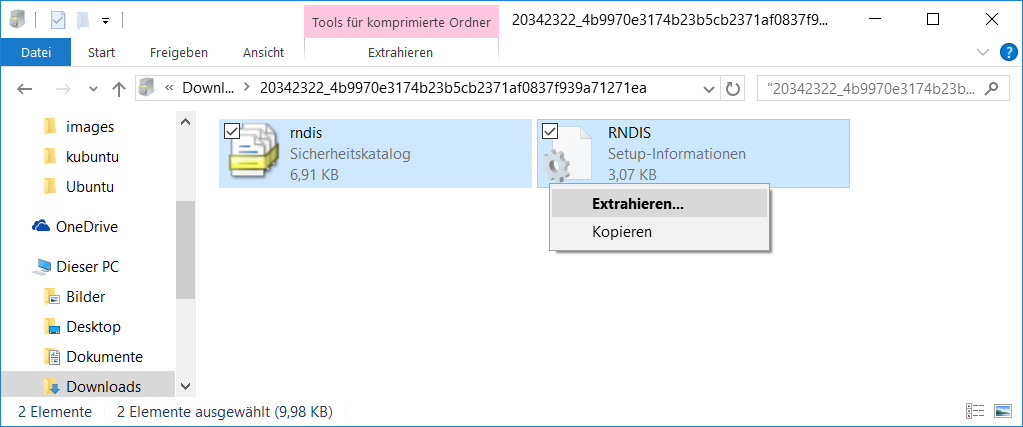 Tools für komprimierte Ordner
20342322_4b9970e3174b23b5cb2371af0837f9...
Datei
Start
Freigeben
Ansicht
Extrahieren
« Downl... › 20342322_4b9970e3174b23b5cb2371af0837f939a71271ea
"20342322_4b9970e3174b23b...
images
kubuntu
Ubuntu
OneDrive
Dieser PC
Bilder
Desktop
Dokumente
Downloads
rndis
Sicherheitskatalog
6,91 KB
RNDIS
Setup-Informationen
3,07 KB
Extrahieren...
Kopieren
2 Elemente
2 Elemente ausgewählt (9,98 KB)